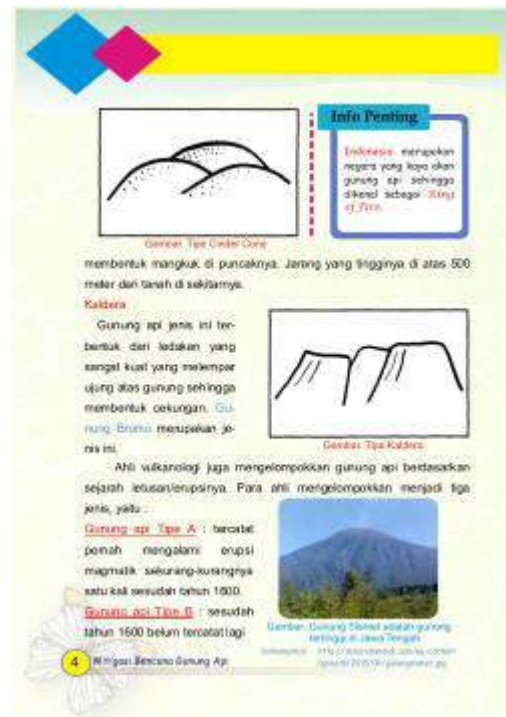 Info Penting
Indonesia merupakan
negara yang kaya akan
gunung api sehingga
dikenal sebagai Ring
of Fire.
Gambar. Tipe Cinder Cone
membentuk mangkuk di puncaknya. Jarang yang tingginya di atas 500
meter dari tanah di sekitarnya.
Kaldera
Gunung api jenis ini ter-
bentuk dari ledakan yang
sangat kuat yang melempar
ujung atas gunung sehingga
membentuk cekungan. Gu-
nung Bromo merupakan je-
nis ini.
Gambar. Tipe Kaldera
Ahli vulkanologi juga mengelompokkan gunung api berdasarkan
sejarah letusan/erupsinya. Para ahli mengelompokkan menjadi tiga
jenis, yaitu :
Gunung api Tipe A : tercatat
pernah mengalami erupsi
magmatik sekurang-kurangnya
satu kali sesudah tahun 1600.
Gunung api Tipe B : sesudah
tahun 1600 belum tercatat lagi
Gambar. Gunung Slamet adalah gunung
tertinggi di Jawa Tengah
4 Mitigasi Bencana Gunung Api